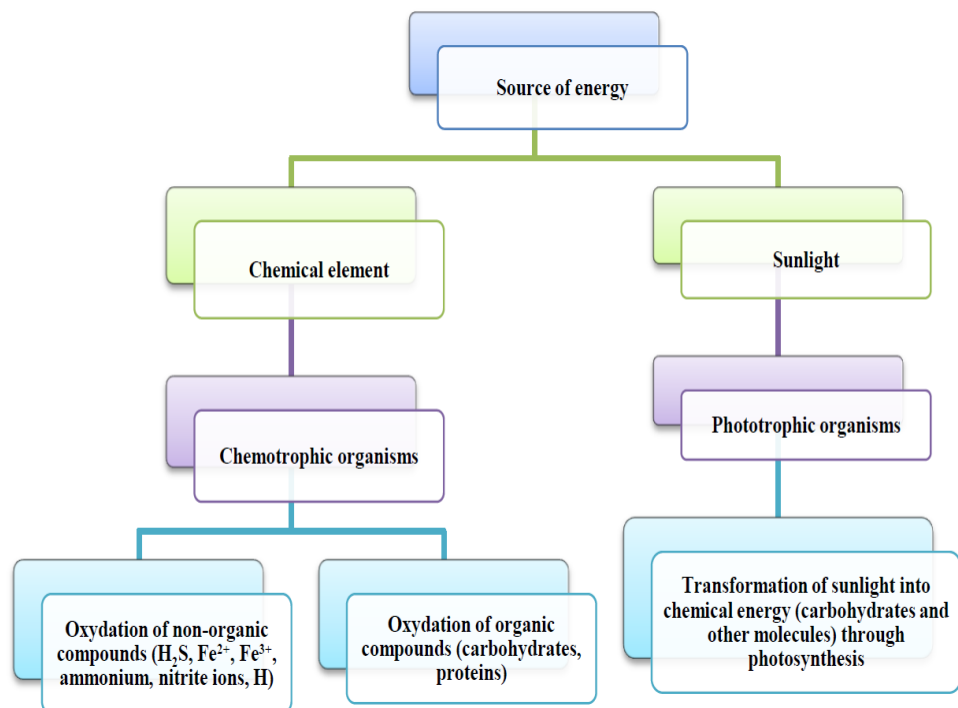 Source of energy
Chemical element
Sunlight
Chemotrophic organisms
Phototrophic organisms
Oxydation of non-organic
compounds (H₂S, Fe²⁺, Fe³⁺,
ammonium, nitrite ions, H)
Oxydation of organic
compounds (carbohydrates,
proteins)
Transformation of sunlight into
chemical energy (carbohydrates and
other molecules) through
photosynthesis